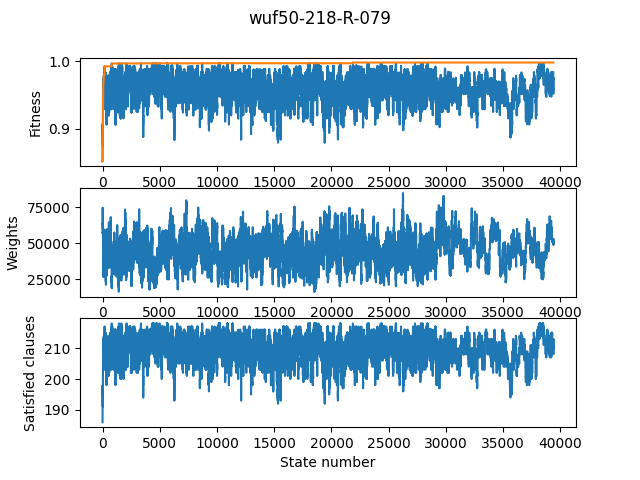 wuf50-218-R-079
1.0
0.9
Fitness
0 5000 10000 15000 20000 25000 30000 35000 40000
75000
50000
25000
Weights
0 5000 10000 15000 20000 25000 30000 35000 40000
210
200
190
Satisfied clauses
0 5000 10000 15000 20000 25000 30000 35000 40000
State number